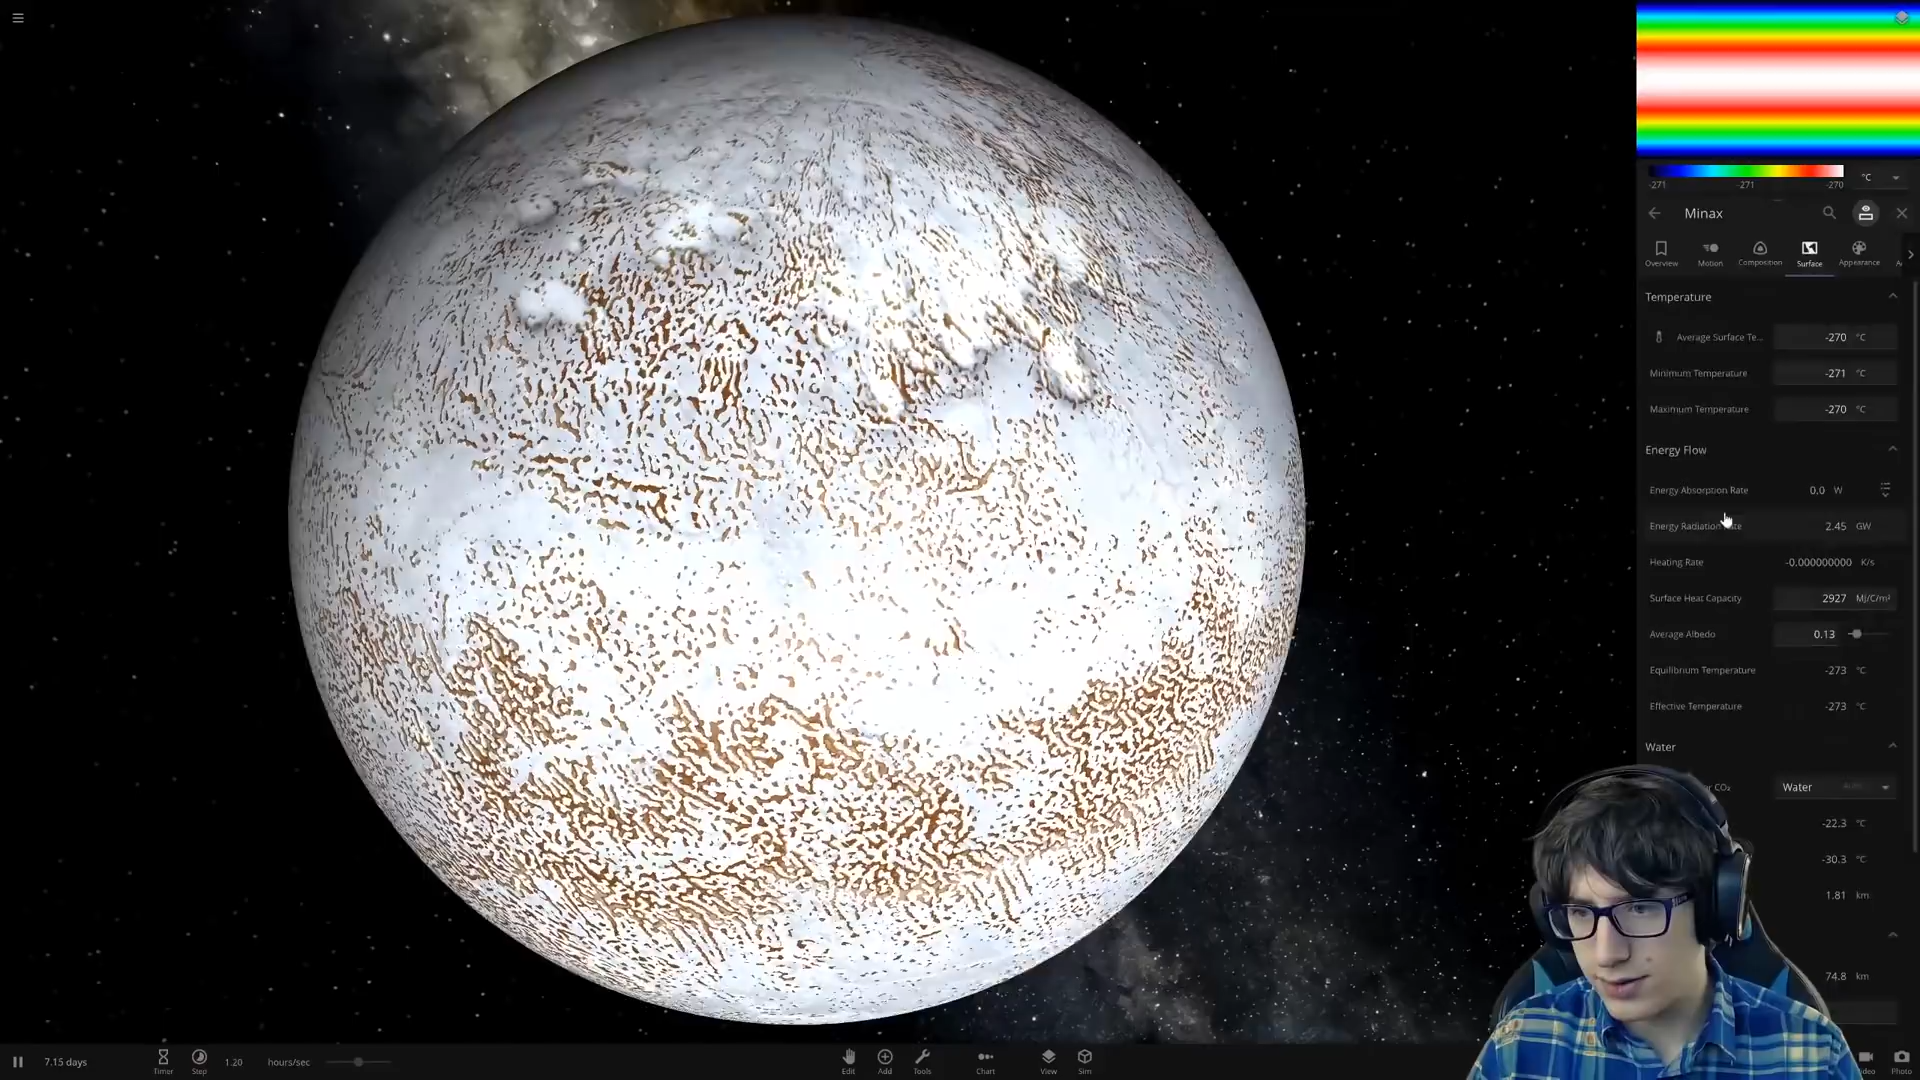 -271 -271 -270 °C
Minax
Overview Motion Composition Surface Appearance
Temperature
Average Surface Te... -270 °C
Minimum Temperature -271 °C
Maximum Temperature -270 °C
Energy Flow
Energy Absorption Rate 0.0 W
Energy Radiation 2.45 GW
Heating Rate -0.000000000 K/s
Surface Heat Capacity 2927 MJ/C/m²
Average Albedo 0.13
Equilibrium Temperature -273 °C
Effective Temperature -273 °C
Water
CO₂ Water
-22.3 °C
-30.3 °C
1.81 km
74.8 km
7.15 days Timer Step 1.20 hours/sec Edit Add Tools Chart View Sim Photo